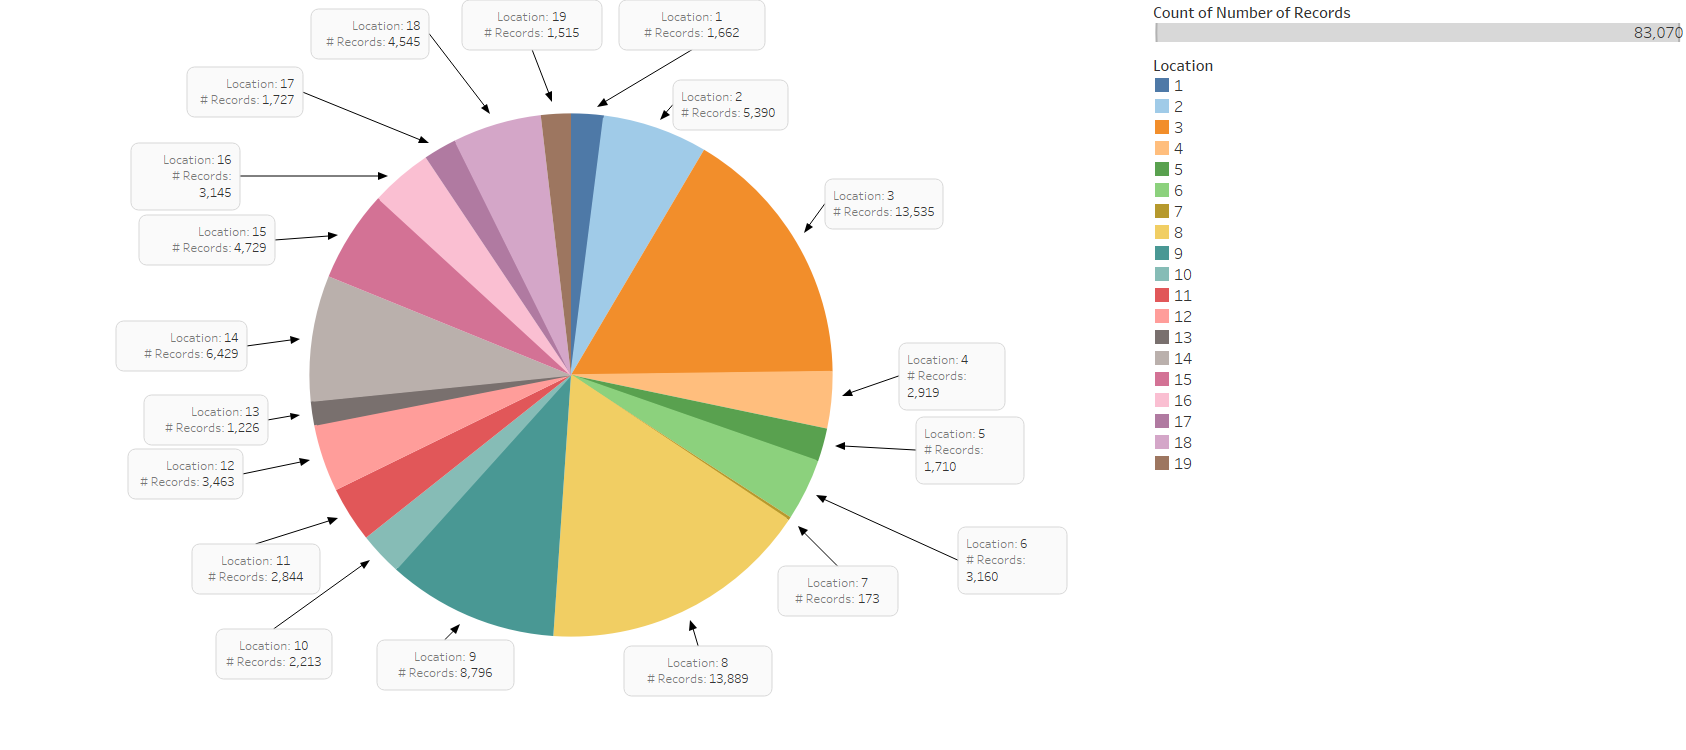 Location: 18
# Records: 4,545
Location: 19
# Records: 1,515
Location: 1
# Records: 1,662
Location: 17
# Records: 1,727
Location: 2
# Records: 5,390
Location: 16
# Records:
3,145
Location: 3
# Records: 13,535
Location: 15
# Records: 4,729
Location: 14
# Records: 6,429
Location: 4
# Records:
2,919
Location: 13
# Records: 1,226
Location: 5
# Records:
1,710
Location: 12
# Records: 3,463
Location: 6
# Records:
3,160
Location: 11
# Records: 2,844
Location: 7
# Records: 173
Location: 10
# Records: 2,213
Location: 9
# Records: 8,796
Location: 8
# Records: 13,889
Count of Number of Records
83,070
Location
1
2
3
4
5
6
7
8
9
10
11
12
13
14
15
16
17
18
19